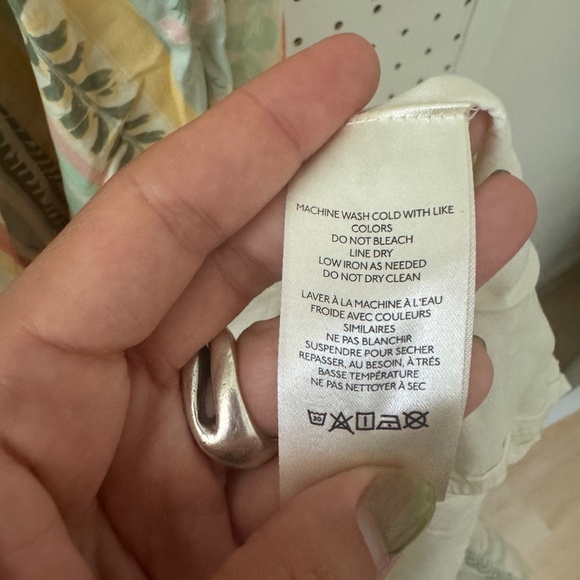 MACHINE WASH COLD WITH LIKE
COLORS
DO NOT BLEACH
LINE DRY
LOW IRON AS NEEDED
DO NOT DRY CLEAN
LAVER À LA MACHINE À L'EAU
FROIDE AVEC COULEURS
SIMILAIRES
NE PAS BLANCHIR
SUSPENDRE POUR SECHER
REPASSER, AU BESOIN, À TRÉS
BASSE TEMPÉRATURE
NE PAS NETTOYER À SEC
30